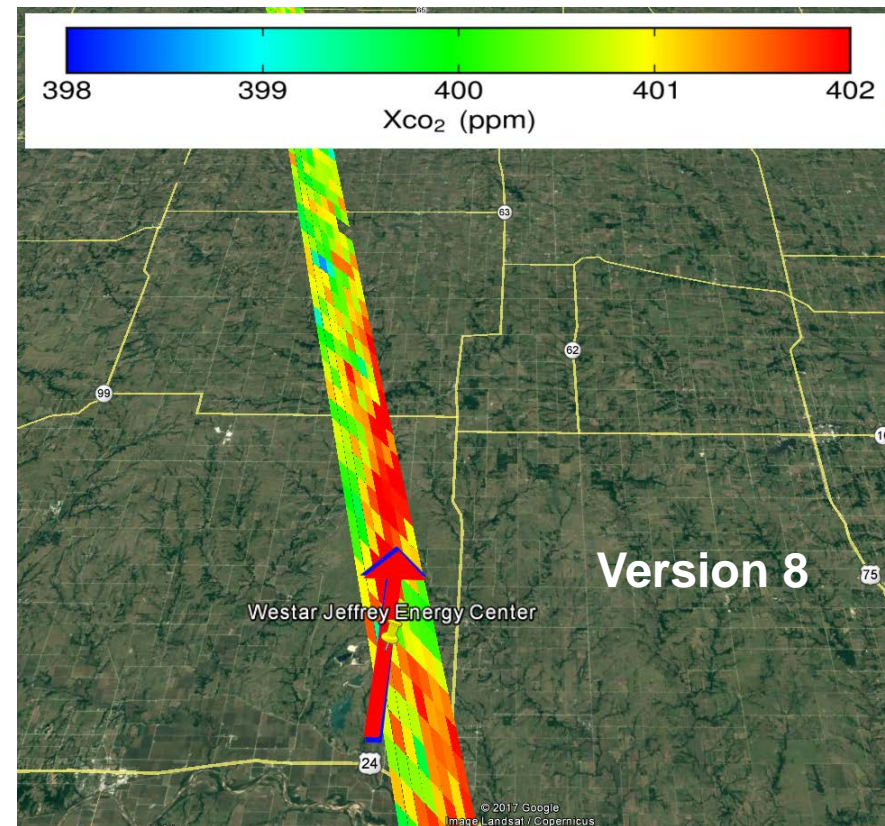 398 399 400 401 402
Xco₂ (ppm)
63
62
99
Version 8
75
Westar Jeffrey Energy Center
24
© 2017 Google
Image Landsat / Copernicus